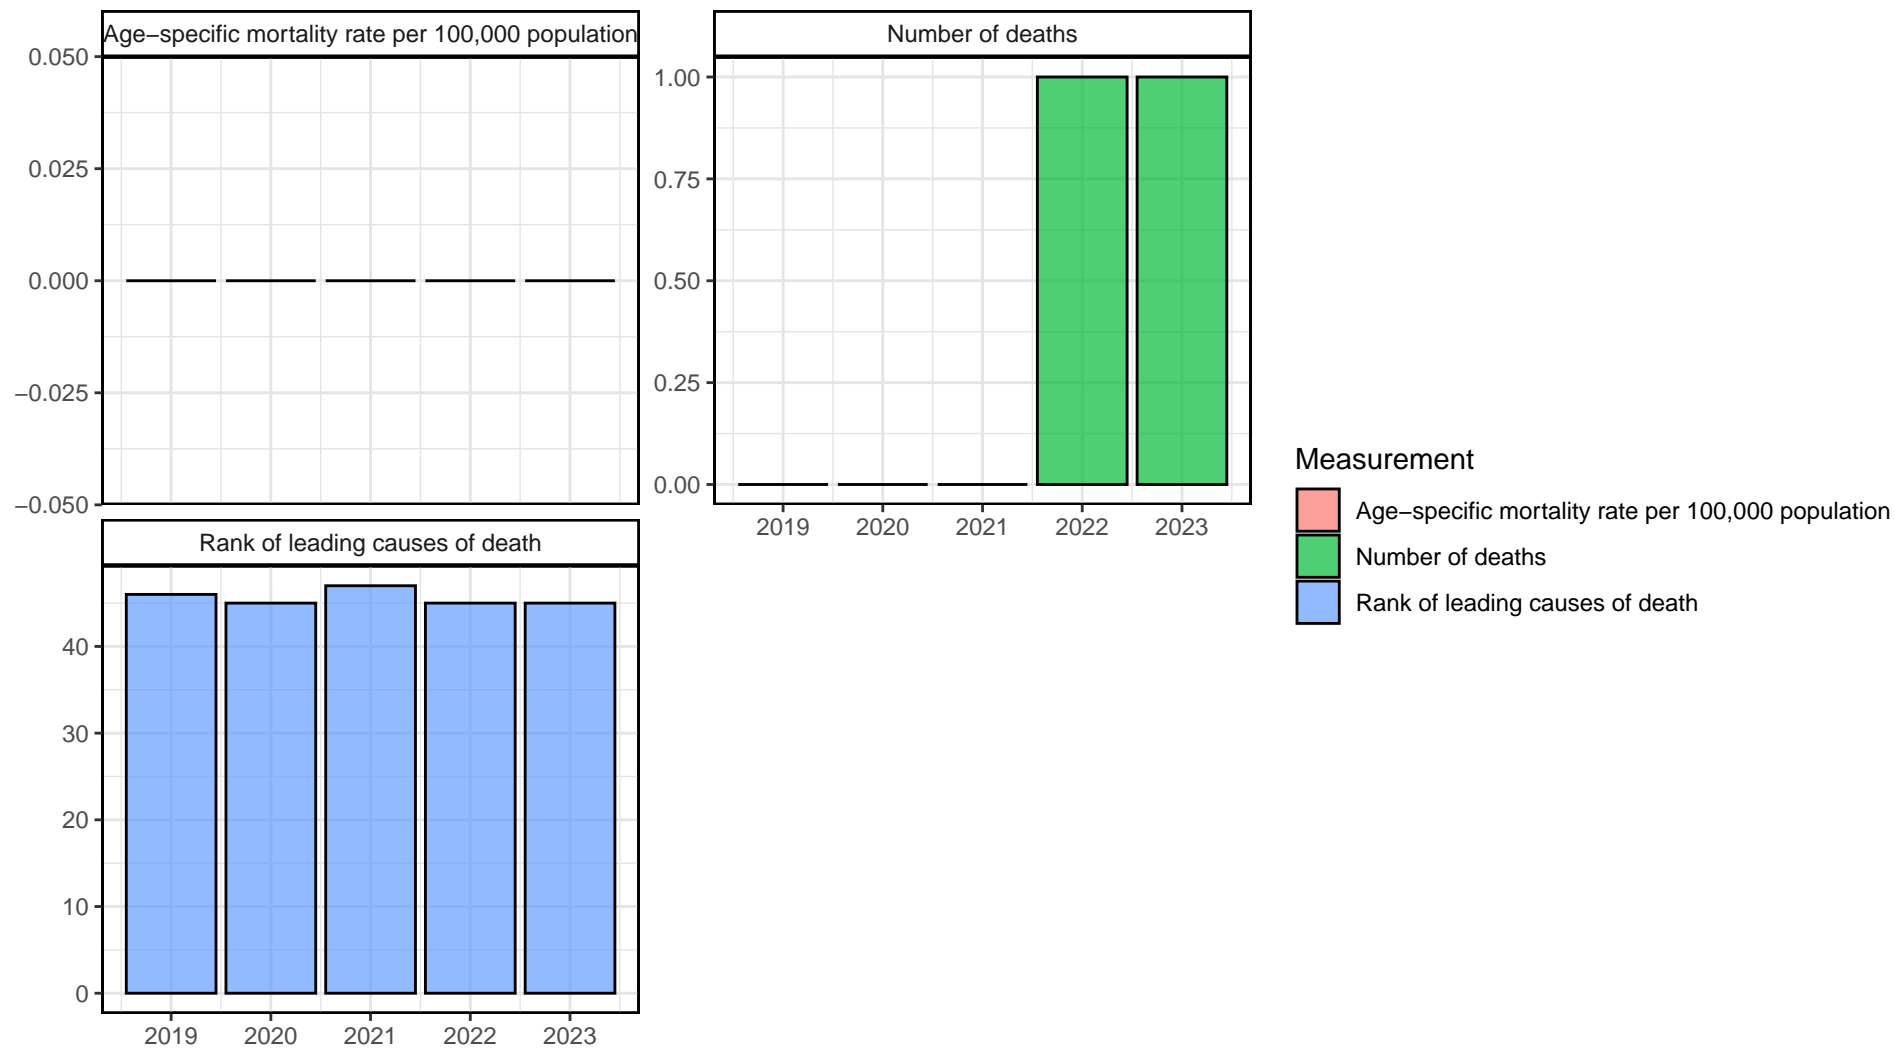 Age−specific mortality rate per 100,000 population
0.050
0.025
0.000
−0.025
−0.050
Number of deaths
1.00
0.75
0.50
0.25
0.00
2019 2020 2021 2022 2023
Rank of leading causes of death
40
30
20
10
0
2019 2020 2021 2022 2023
Measurement
Age−specific mortality rate per 100,000 population
Number of deaths
Rank of leading causes of death